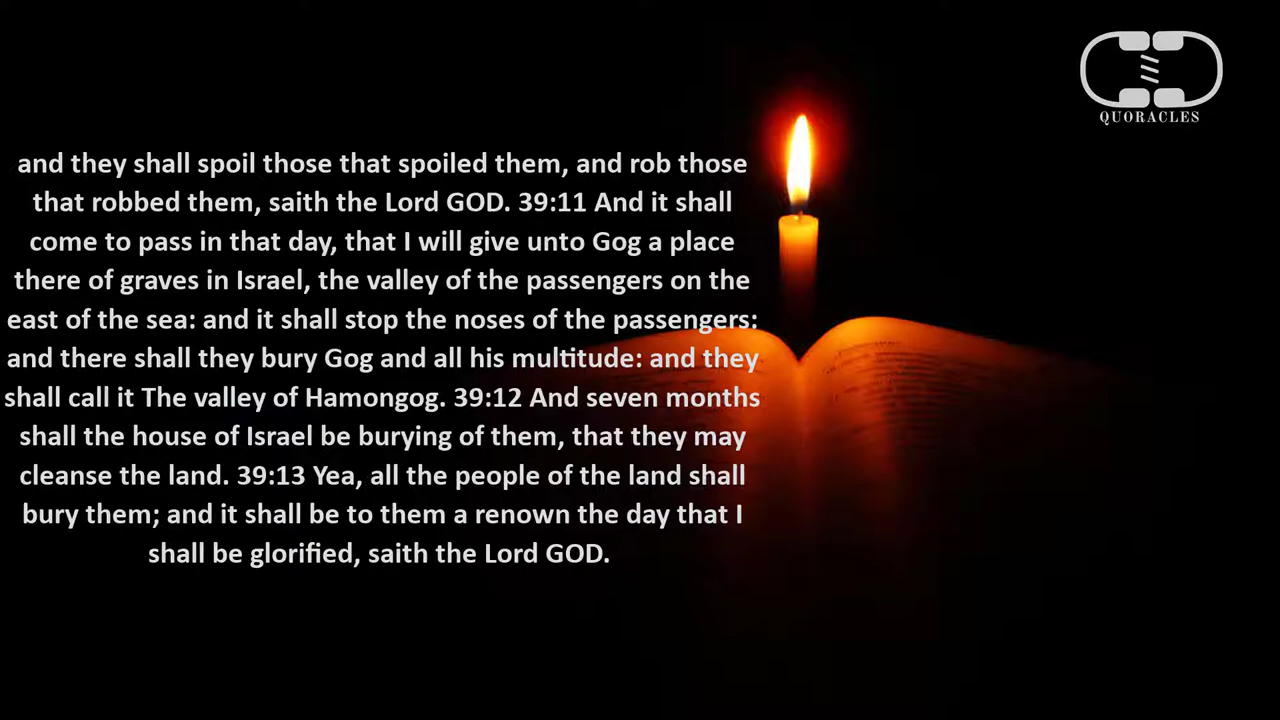 QUORACLES
and they shall spoil those that spoiled them, and rob those
that robbed them, saith the Lord GOD. 39:11 And it shall
come to pass in that day, that I will give unto Gog a place
there of graves in Israel, the valley of the passengers on the
east of the sea: and it shall stop the noses of the passengers:
and there shall they bury Gog and all his multitude: and they
shall call it The valley of Hamongog. 39:12 And seven months
shall the house of Israel be burying of them, that they may
cleanse the land. 39:13 Yea, all the people of the land shall
bury them; and it shall be to them a renown the day that I
shall be glorified, saith the Lord GOD.